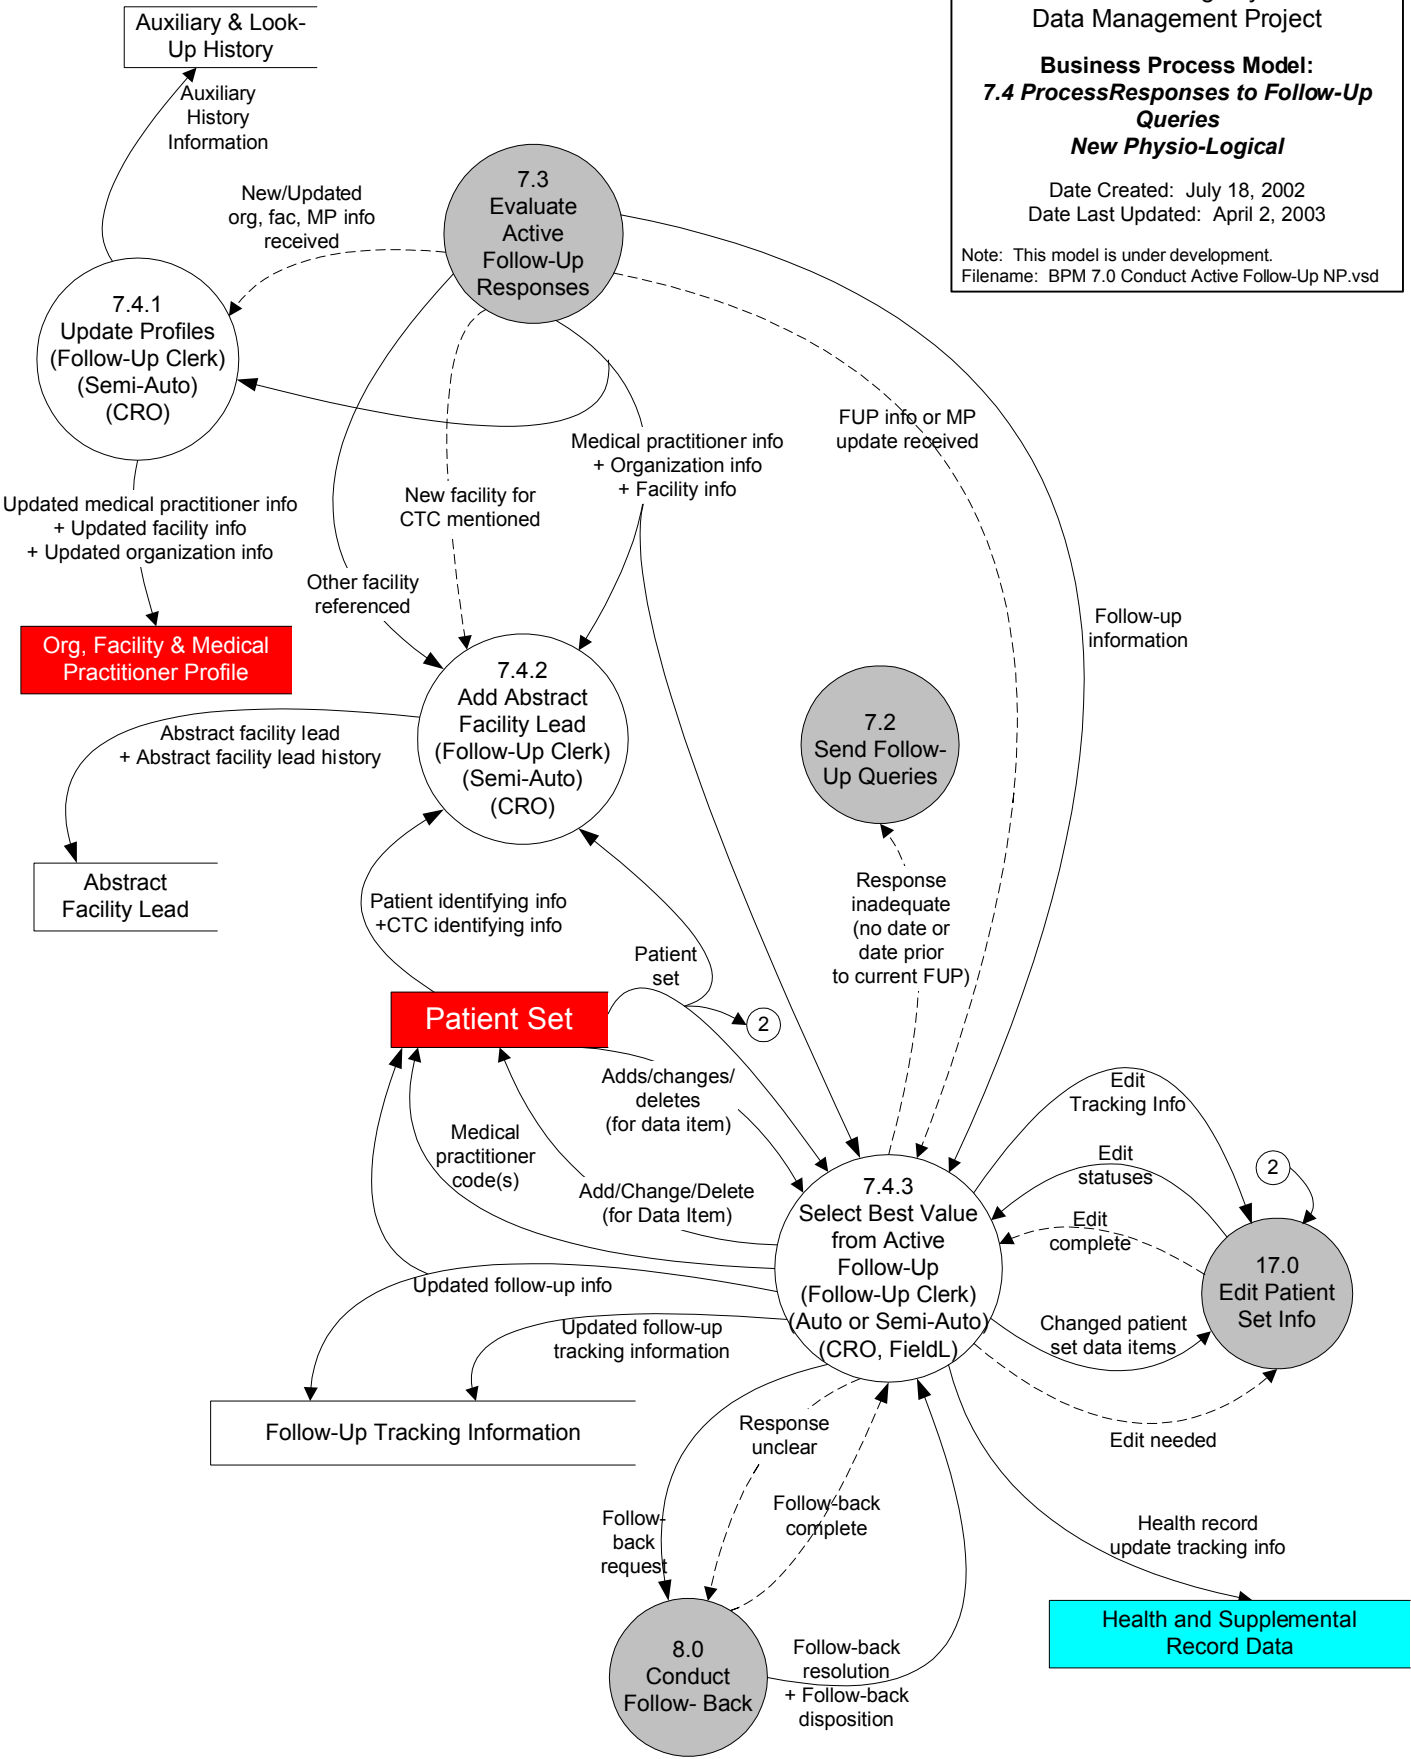 Auxiliary & Look-
Up History
Data Management Project
Business Process Model:
7.4 ProcessResponses to Follow-Up
Queries
New Physio-Logical
Date Created: July 18, 2002
Date Last Updated: April 2, 2003
Note: This model is under development.
Filename: BPM 7.0 Conduct Active Follow-Up NP.vsd
Auxiliary
History
Information
New/Updated
org, fac, MP info
received
7.3
Evaluate
Active
Follow-Up
Responses
7.4.1
Update Profiles
(Follow-Up Clerk)
(Semi-Auto)
(CRO)
FUP info or MP
update received
Medical practitioner info
+ Organization info
+ Facility info
New facility for
CTC mentioned
Updated medical practitioner info
+ Updated facility info
+ Updated organization info
Other facility
referenced
Follow-up
information
Org, Facility & Medical
Practitioner Profile
7.4.2
Add Abstract
Facility Lead
(Follow-Up Clerk)
(Semi-Auto)
(CRO)
7.2
Send Follow-
Up Queries
Abstract facility lead
+ Abstract facility lead history
Abstract
Facility Lead
Patient identifying info
+CTC identifying info
Response
inadequate
(no date or
date prior
to current FUP)
Patient
set
Patient Set
2
Adds/changes/
deletes
(for data item)
Edit
Tracking Info
Medical
practitioner
code(s)
Add/Change/Delete
(for Data Item)
Edit
statuses
2
Edit
complete
7.4.3
Select Best Value
from Active
Follow-Up
(Follow-Up Clerk)
(Auto or Semi-Auto)
(CRO, FieldL)
17.0
Edit Patient
Set Info
Updated follow-up info
Updated follow-up
tracking information
Changed patient
set data items
Follow-Up Tracking Information
Response
unclear
Edit needed
Follow-back
complete
Follow-
back
request
Health record
update tracking info
Health and Supplemental
Record Data
8.0
Conduct
Follow- Back
Follow-back
resolution
+ Follow-back
disposition